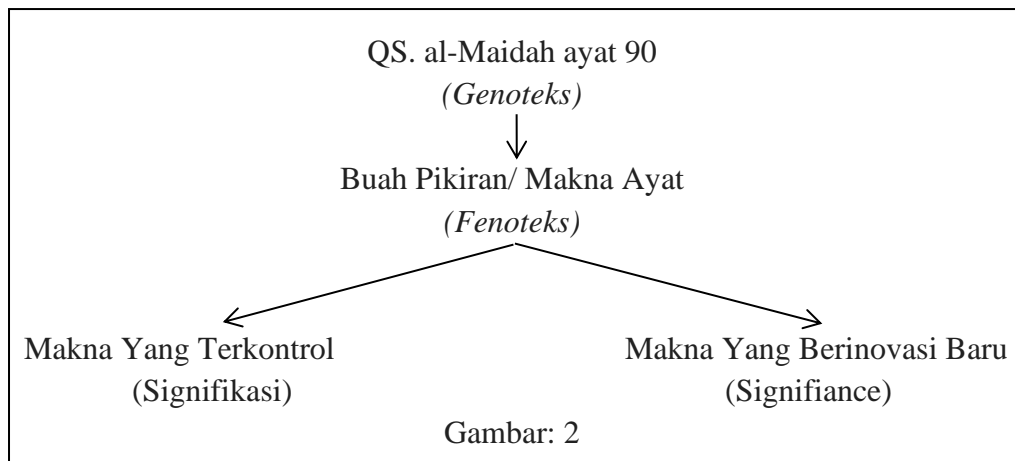 QS. al-Maidah ayat 90
(Genoteks)
Buah Pikiran/ Makna Ayat
(Fenoteks)
Makna Yang Terkontrol
(Signifikasi)
Makna Yang Berinovasi Baru
(Signifiance)
Gambar: 2